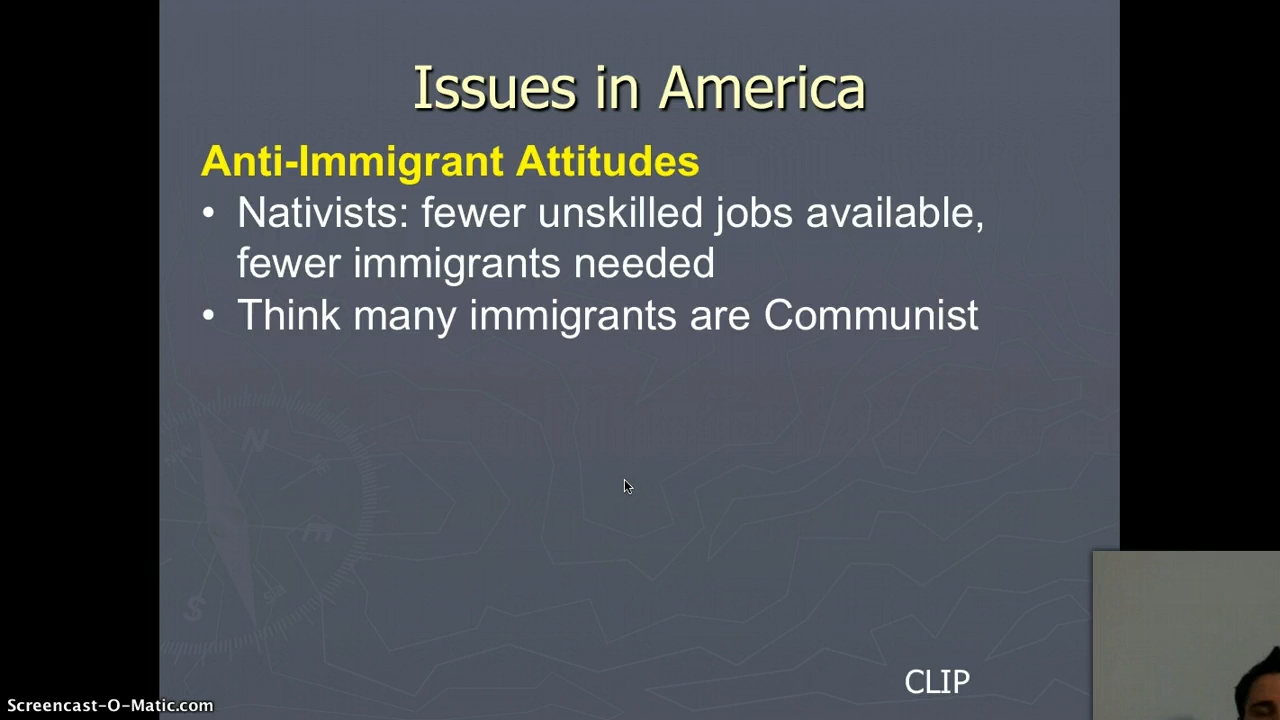 Issues in America
Anti-Immigrant Attitudes
• Nativists: fewer unskilled jobs available,
fewer immigrants needed
• Think many immigrants are Communist
N
E
m
S
CLIP
Screencast-O-Matic.com